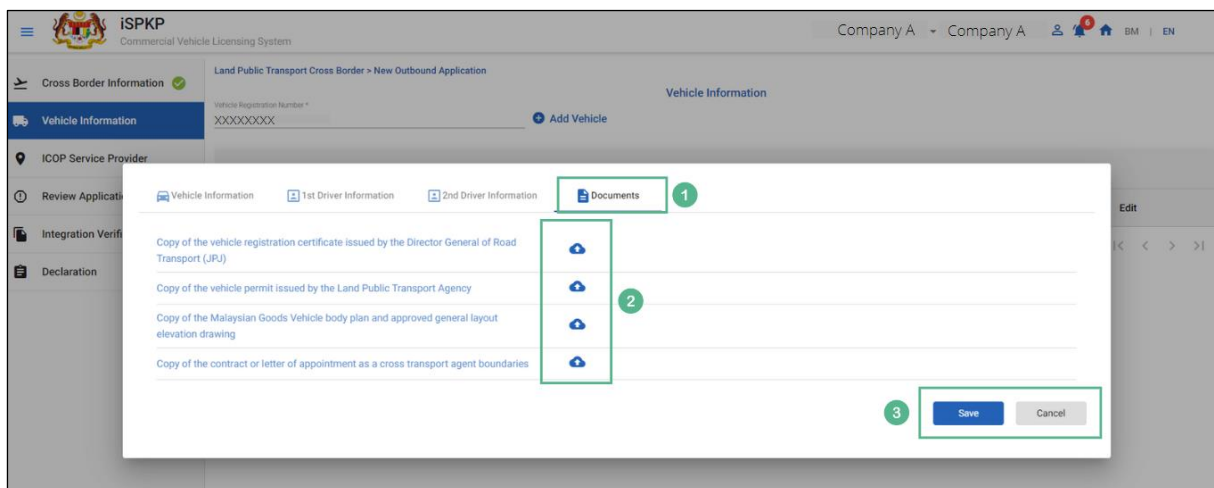 iSPKP
Commercial Vehicle Licensing System
Company A
Company A
6
BM | EN
Cross Border Information
Vehicle Information
ICOP Service Provider
Review Applicati
Integration Verifi
Declaration
Land Public Transport Cross Border > New Outbound Application
Vehicle Information
Vehicle Registration Number *
XXXXXXXX
Add Vehicle
Edit
Vehicle Information
1st Driver Information
2nd Driver Information
Documents
1
Copy of the vehicle registration certificate issued by the Director General of Road
Transport (JPJ)
Copy of the vehicle permit issued by the Land Public Transport Agency
2
Copy of the Malaysian Goods Vehicle body plan and approved general layout
elevation drawing
Copy of the contract or letter of appointment as a cross transport agent boundaries
3
Save
Cancel